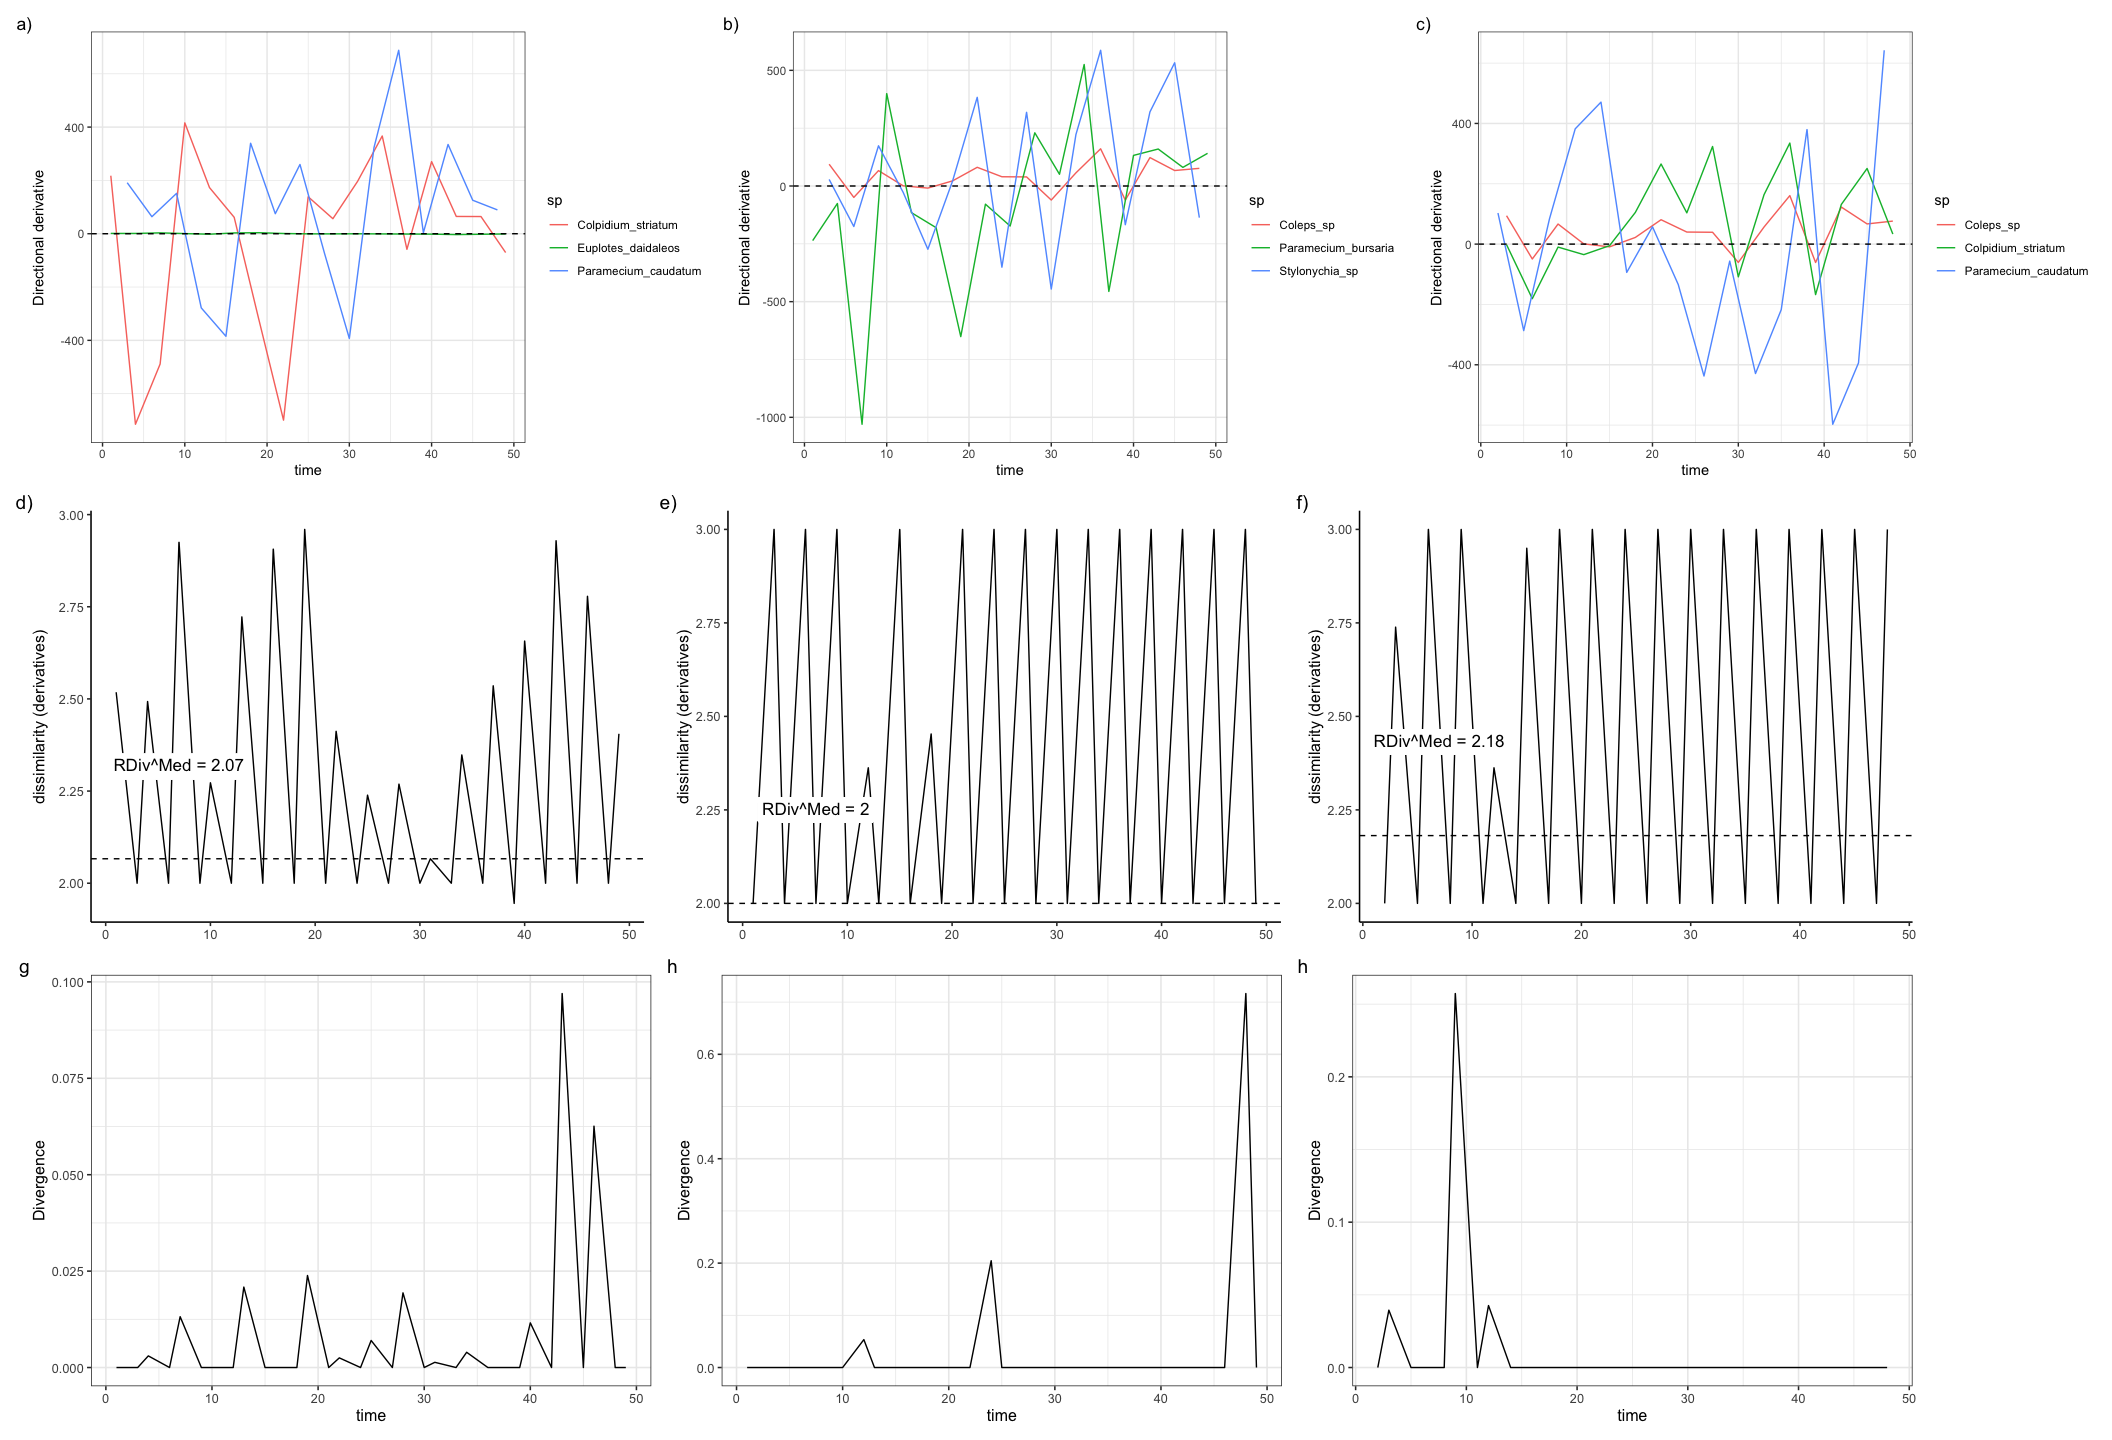 a)
Directional derivative
400
0
-400
0 10 20 30 40 50
time
sp
Colpidium_striatum
Euplotes_daidaleos
Paramecium_caudatum
b)
Directional derivative
500
0
-500
-1000
0 10 20 30 40 50
time
sp
Coleps_sp
Paramecium_bursaria
Stylonychia_sp
c)
Directional derivative
400
0
-400
0 10 20 30 40 50
time
sp
Coleps_sp
Colpidium_striatum
Paramecium_caudatum
d)
dissimilarity (derivatives)
3.00
2.75
2.50
2.25
2.00
RDiv^Med = 2.07
0 10 20 30 40 50
e)
dissimilarity (derivatives)
3.00
2.75
2.50
2.25
2.00
RDiv^Med = 2
0 10 20 30 40 50
f)
dissimilarity (derivatives)
3.00
2.75
2.50
2.25
2.00
RDiv^Med = 2.18
0 10 20 30 40 50
g
Divergence
0.100
0.075
0.050
0.025
0.000
0 10 20 30 40 50
time
h
Divergence
0.6
0.4
0.2
0.0
0 10 20 30 40 50
time
h
Divergence
0.2
0.1
0.0
0 10 20 30 40 50
time